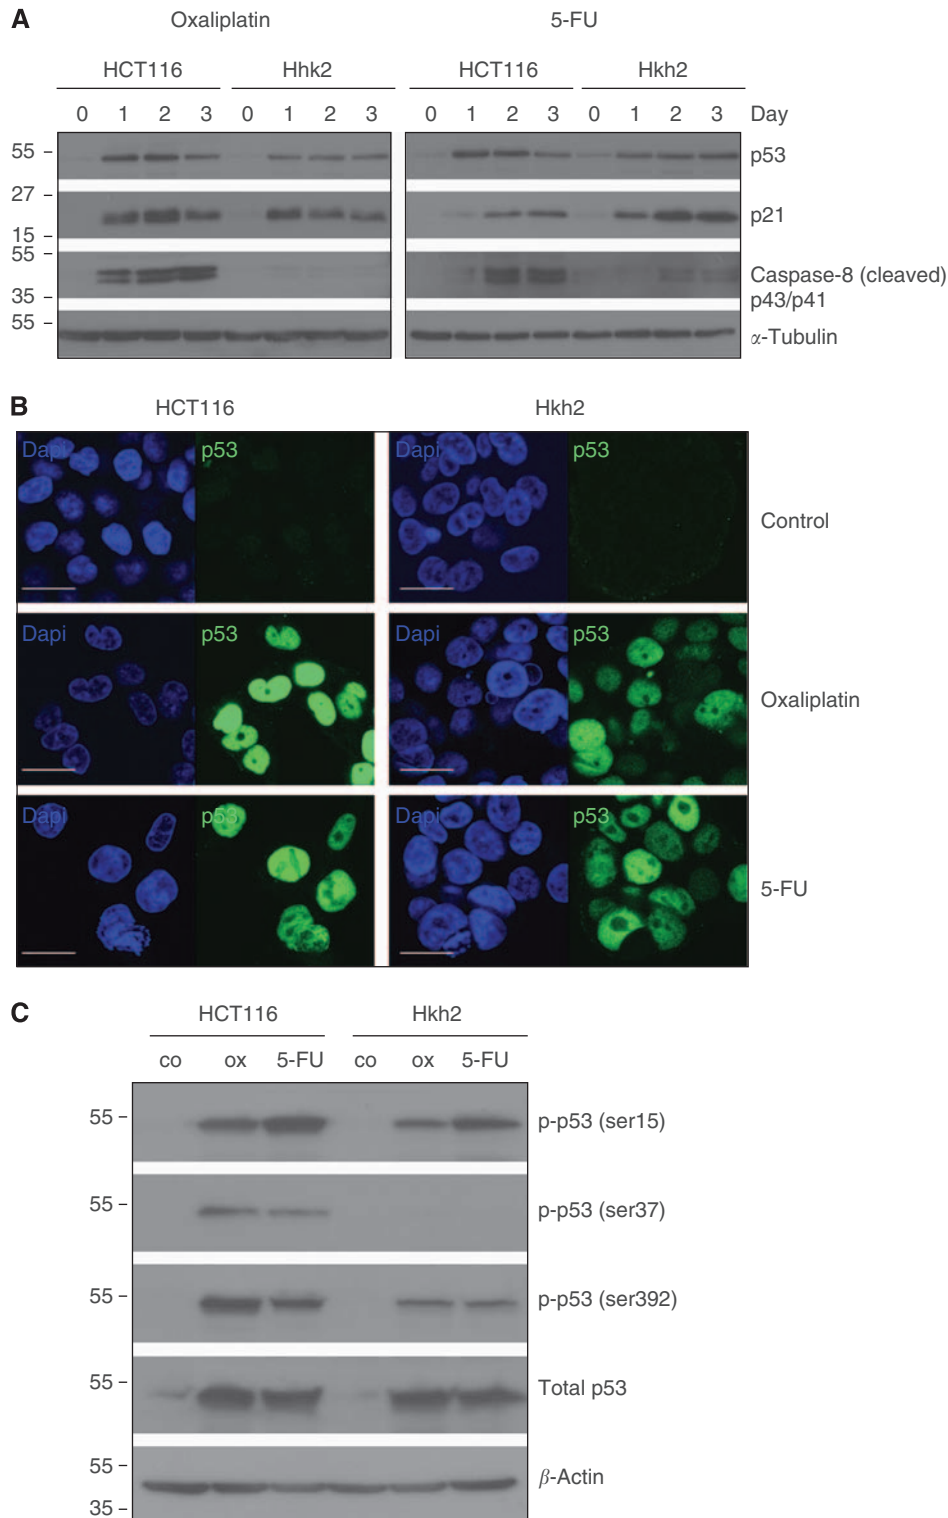 A
Oxaliplatin 5-FU
HCT116 Hhk2 HCT116 Hkh2
0 1 2 3 0 1 2 3 0 1 2 3 0 1 2 3 Day
55 p53
27
p21
15
55
Caspase-8 (cleaved)
35 p43/p41
55
α-Tubulin
B HCT116 Hkh2
Dapi p53 Dapi p53
Control
Dapi p53 Dapi p53
Oxaliplatin
Dapi p53 Dapi p53
5-FU
C HCT116 Hkh2
co ox 5-FU co ox 5-FU
55 p-p53 (ser15)
55 p-p53 (ser37)
55 p-p53 (ser392)
55 Total p53
55
β-Actin
35